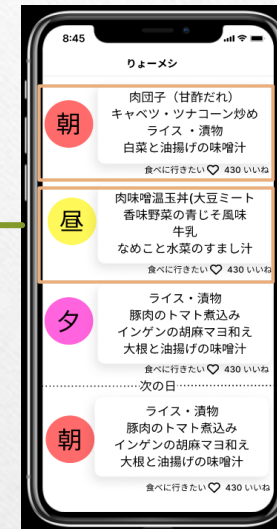 8:45
りょーメシ
朝
肉団子（甘酢だれ）
キャベツ・ツナコーン炒め
ライス ・漬物
白菜と油揚げの味噌汁
食べに行きたい♡ 430 いいね
昼
肉味噌温玉丼(大豆ミート
香味野菜の青じそ風味
牛乳
なめこと水菜のすまし汁
食べに行きたい♡ 430 いいね
夕
ライス・漬物
豚肉のトマト煮込み
インゲンの胡麻マヨ和え
大根と油揚げの味噌汁
食べに行きたい♡ 430 いいね
次の日
朝
ライス・漬物
豚肉のトマト煮込み
インゲンの胡麻マヨ和え
大根と油揚げの味噌汁
食べに行きたい♡ 430 いいね